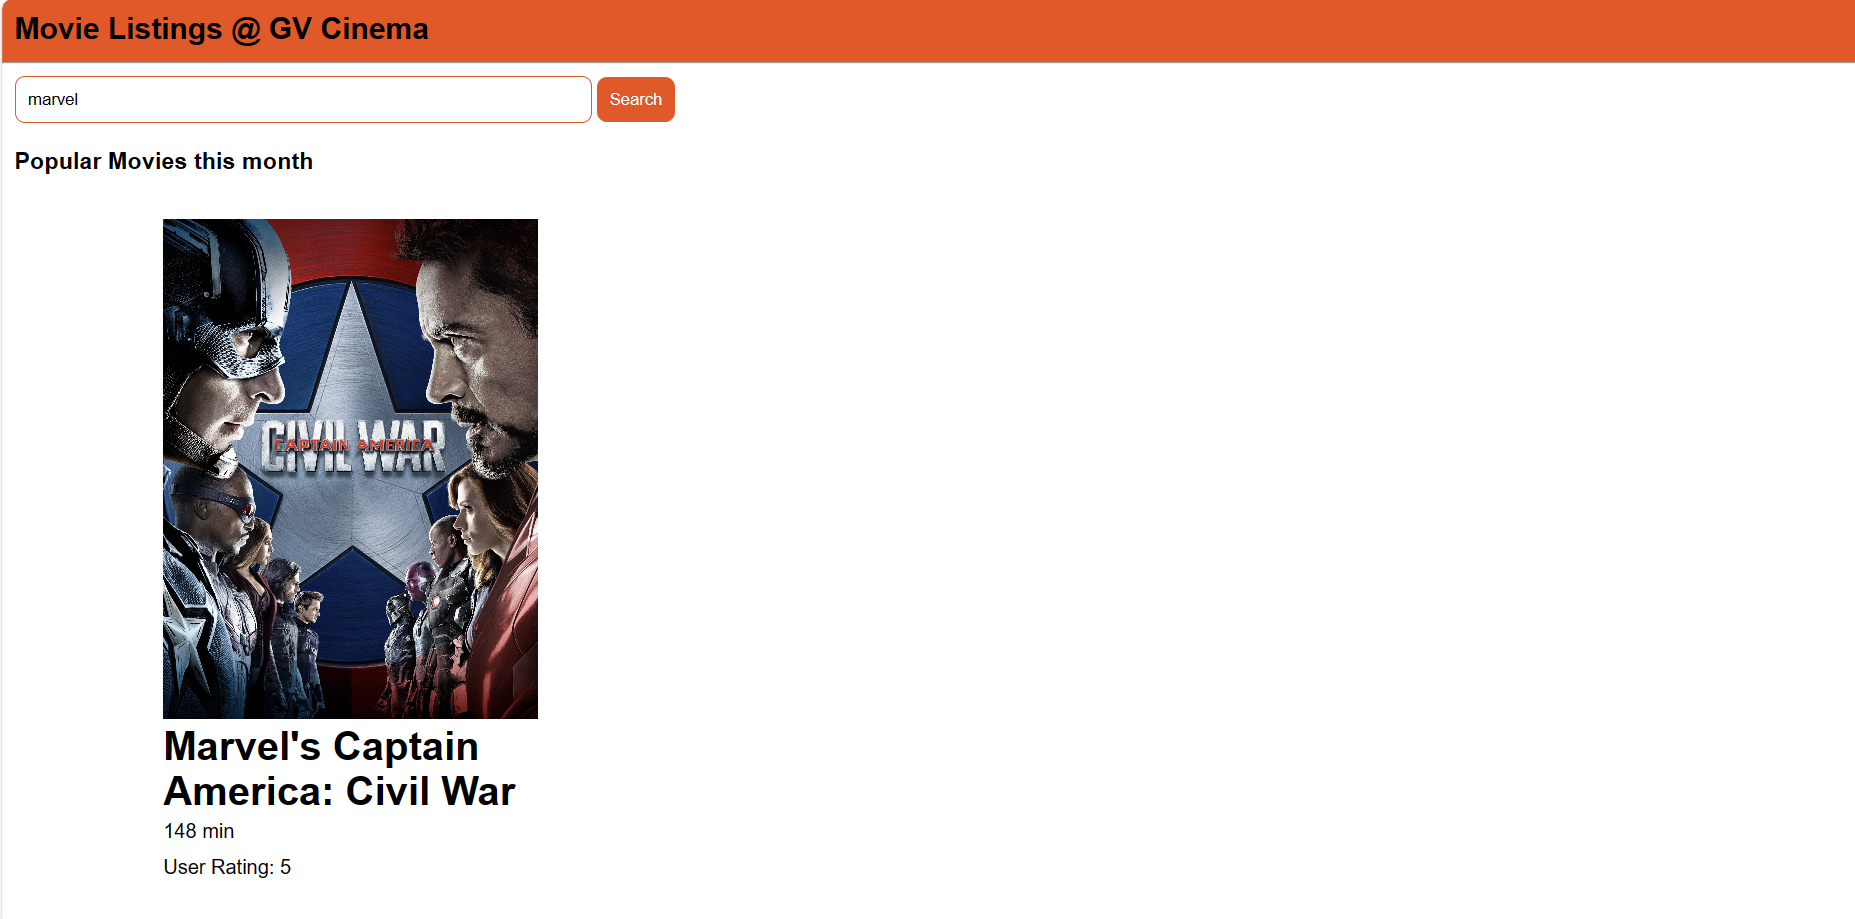 Movie Listings @ GV Cinema
marvel
Search
Popular Movies this month
CIVIL WAR
CAPTAIN AMERICA
Marvel's Captain
America: Civil War
148 min
User Rating: 5